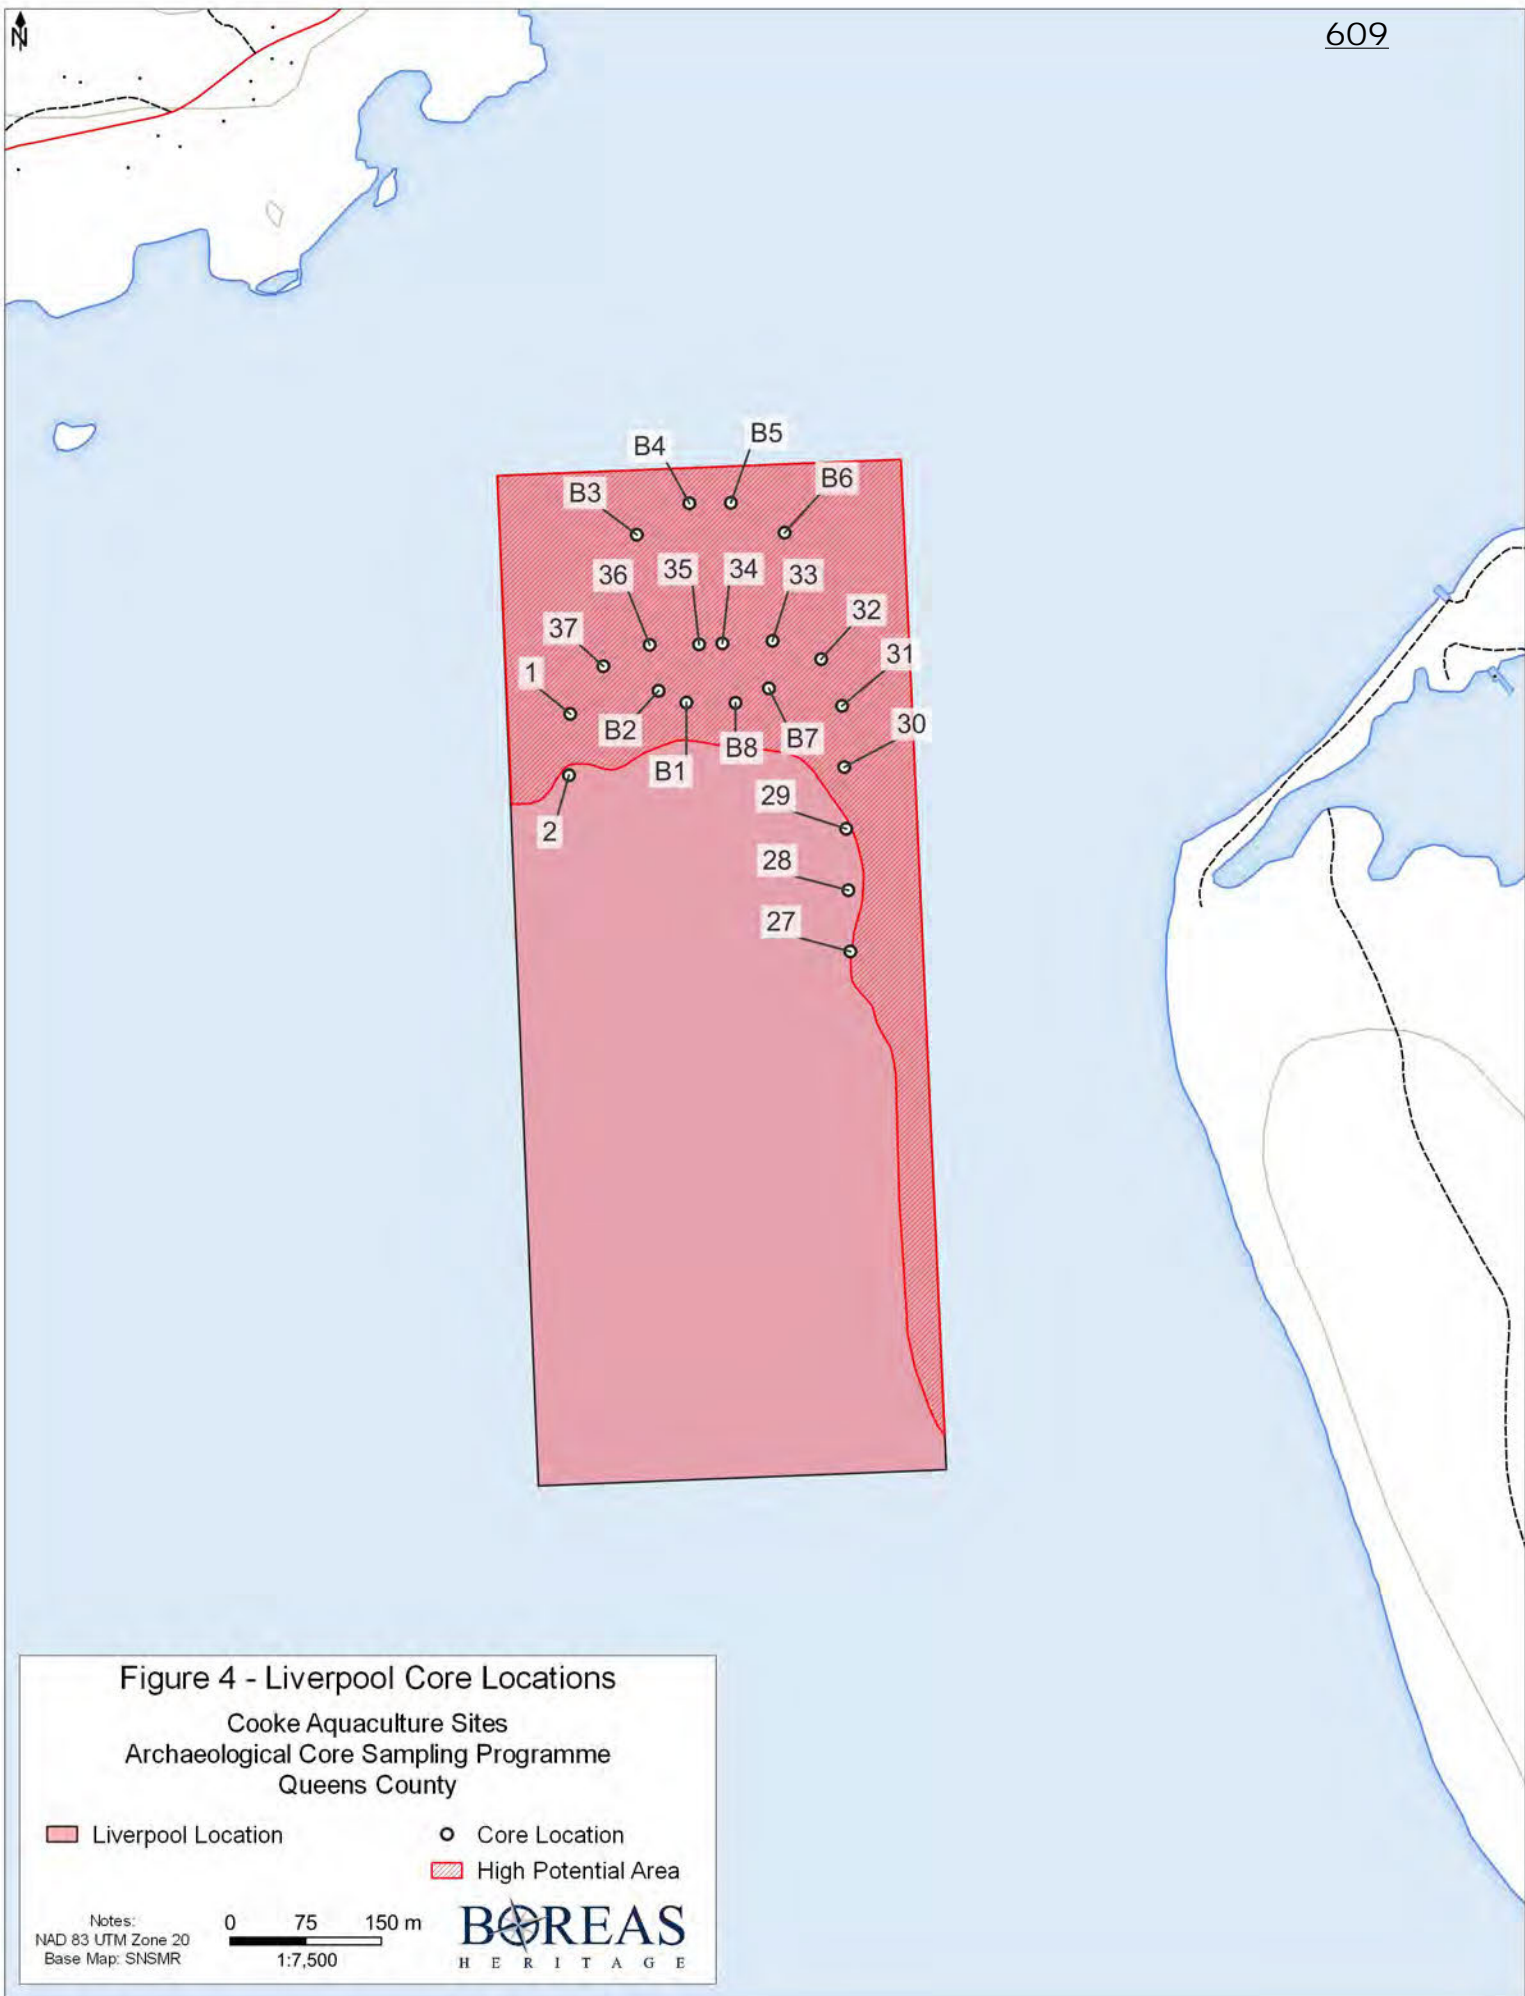 N
609
B4
B5
B3
B6
36
35
34
33
37
32
1
31
B2
B7
30
B8
B1
29
2
28
27
Figure 4 - Liverpool Core Locations
Cooke Aquaculture Sites
Archaeological Core Sampling Programme
Queens County
Liverpool Location
Core Location
High Potential Area
Notes:
NAD 83 UTM Zone 20
Base Map: SNSMR
0 75 150 m
1:7,500
BOREAS
HERITAGE